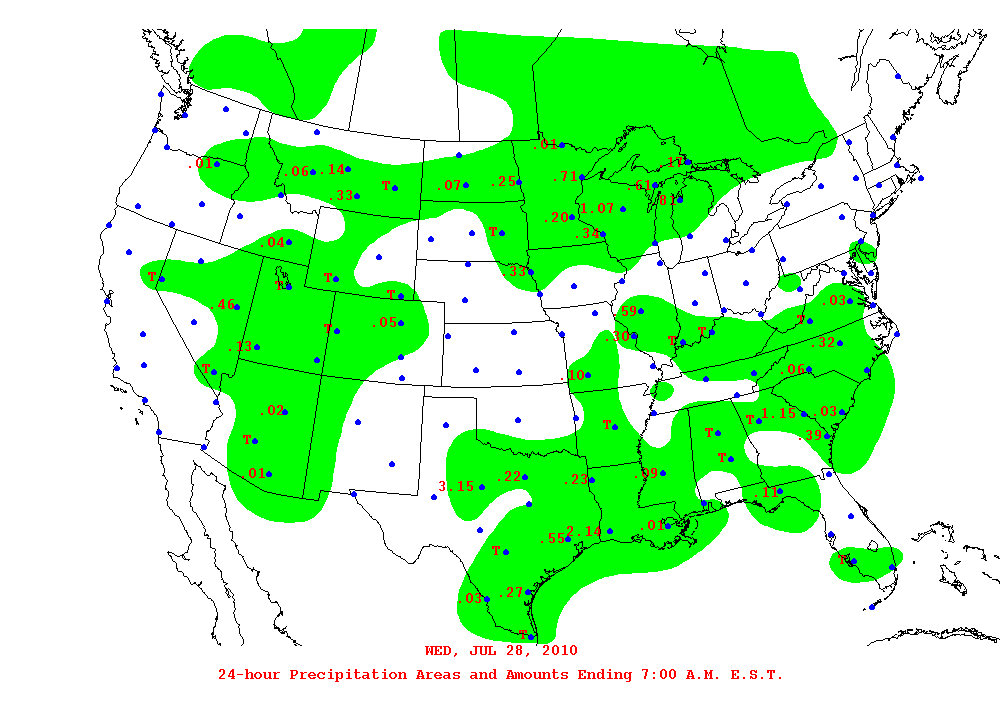 .01
.01 .17
.06 .14
.33 T .07 .25 .71 .61 .81
.20 1.07
T .34
.04
T T T .33
T
.46 .03
.59
T .05 T
T .30 T .32
.13
T .10 .06
.02 T 1.15 .03
T T T .39
T
.01 3.15 .22 .23 .09
.11
.55 2.14 .01
T T
.03 .27
T
WED, JUL 28, 2010
24-hour Precipitation Areas and Amounts Ending 7:00 A.M. E.S.T.